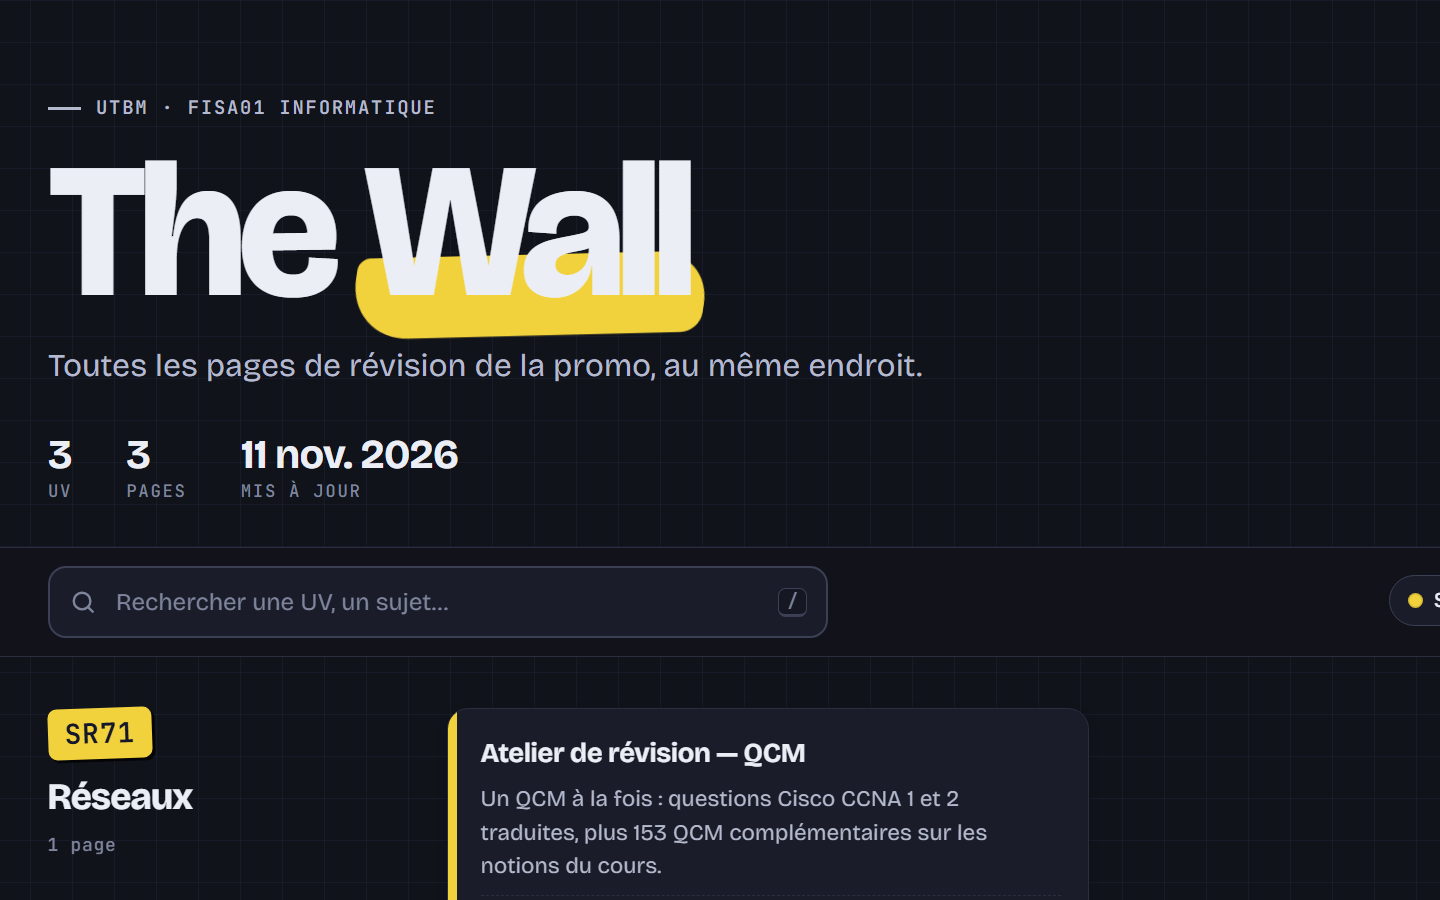 UTBM · FISA01 INFORMATIQUE
The Wall
Toutes les pages de révision de la promo, au même endroit.
3 3 11 nov. 2026
UV PAGES MIS À JOUR
Rechercher une UV, un sujet... /
S
SR71
Réseaux
1 page
Atelier de révision — QCM
Un QCM à la fois : questions Cisco CCNA 1 et 2
traduites, plus 153 QCM complémentaires sur les
notions du cours.